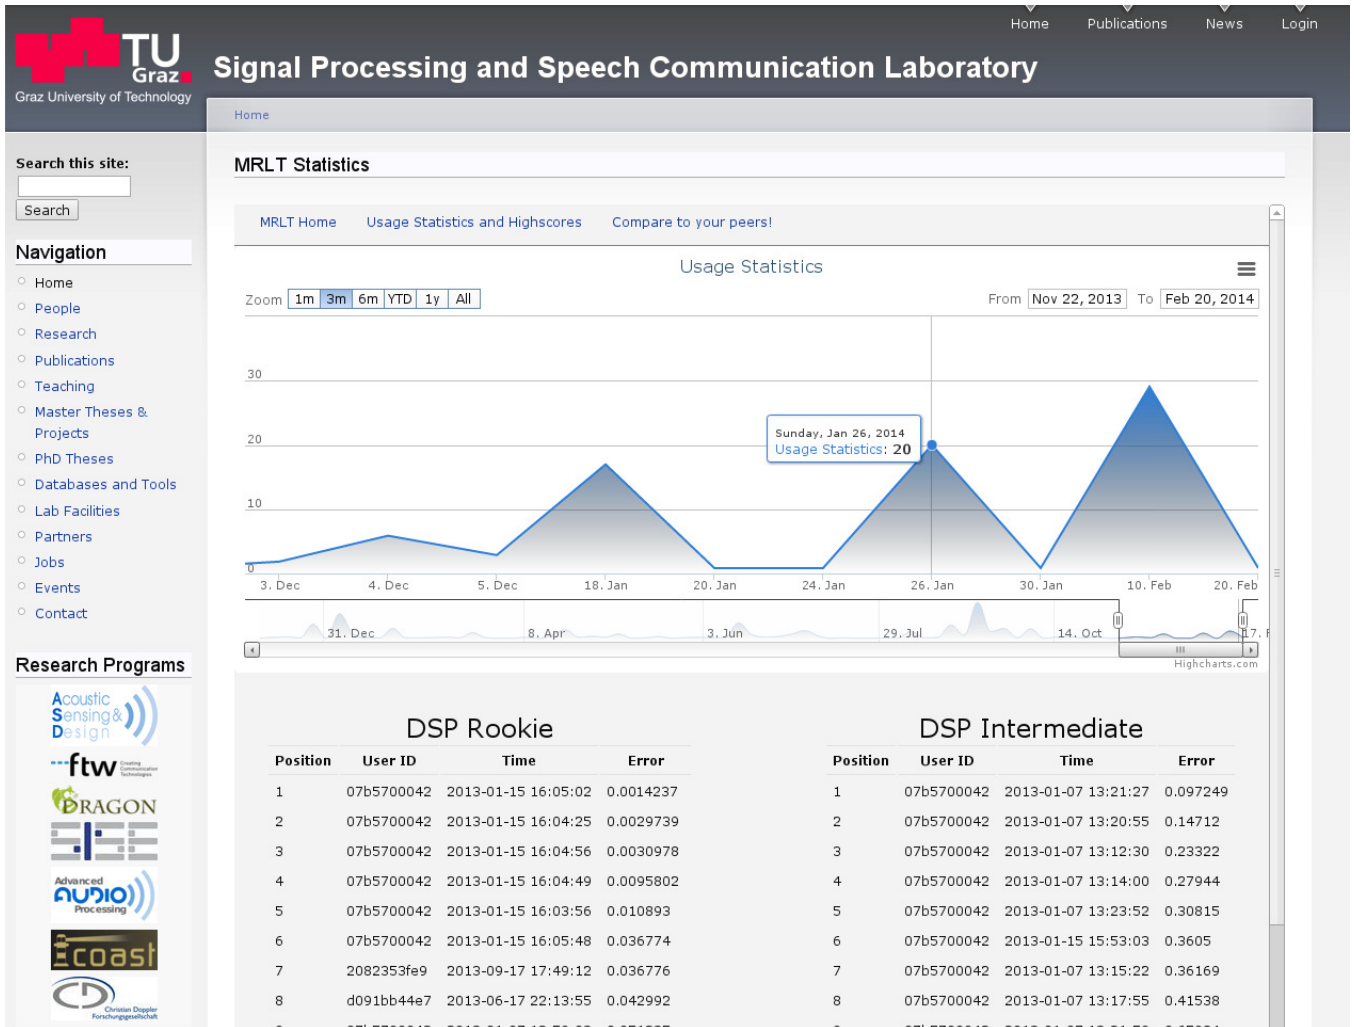 Home Publications News Login
TU
Graz
Graz University of Technology
Signal Processing and Speech Communication Laboratory
Home
Search this site:
Search
Navigation
Home
People
Research
Publications
Teaching
Master Theses &
Projects
PhD Theses
Databases and Tools
Lab Facilities
Partners
Jobs
Events
Contact
Research Programs
Acoustic
Sensing &
Design
ftw Creating
Communication
Technologies
DRAGON
SISE
Advanced
AUDIO
Processing
coast
CD
Christian Doppler
Forschungsgesellschaft
MRLT Statistics
MRLT Home Usage Statistics and Highscores Compare to your peers!
Usage Statistics
Zoom 1m 3m 6m YTD 1y All From Nov 22, 2013 To Feb 20, 2014
30
20
10
0
Sunday, Jan 26, 2014
Usage Statistics: 20
3. Dec 4. Dec 5. Dec 18. Jan 20. Jan 24. Jan 26. Jan 30. Jan 10. Feb 20. Feb
31. Dec 8. Apr 3. Jun 29. Jul 14. Oct 17.
Highcharts.com
DSP Rookie
Position User ID Time Error
1 07b5700042 2013-01-15 16:05:02 0.0014237
2 07b5700042 2013-01-15 16:04:25 0.0029739
3 07b5700042 2013-01-15 16:04:56 0.0030978
4 07b5700042 2013-01-15 16:04:49 0.0095802
5 07b5700042 2013-01-15 16:03:56 0.010893
6 07b5700042 2013-01-15 16:05:48 0.036774
7 2082353fe9 2013-09-17 17:49:12 0.036776
8 d091bb44e7 2013-06-17 22:13:55 0.042992
DSP Intermediate
Position User ID Time Error
1 07b5700042 2013-01-07 13:21:27 0.097249
2 07b5700042 2013-01-07 13:20:55 0.14712
3 07b5700042 2013-01-07 13:12:30 0.23322
4 07b5700042 2013-01-07 13:14:00 0.27944
5 07b5700042 2013-01-07 13:23:52 0.30815
6 07b5700042 2013-01-15 15:53:03 0.3605
7 07b5700042 2013-01-07 13:15:22 0.36169
8 07b5700042 2013-01-07 13:17:55 0.41538